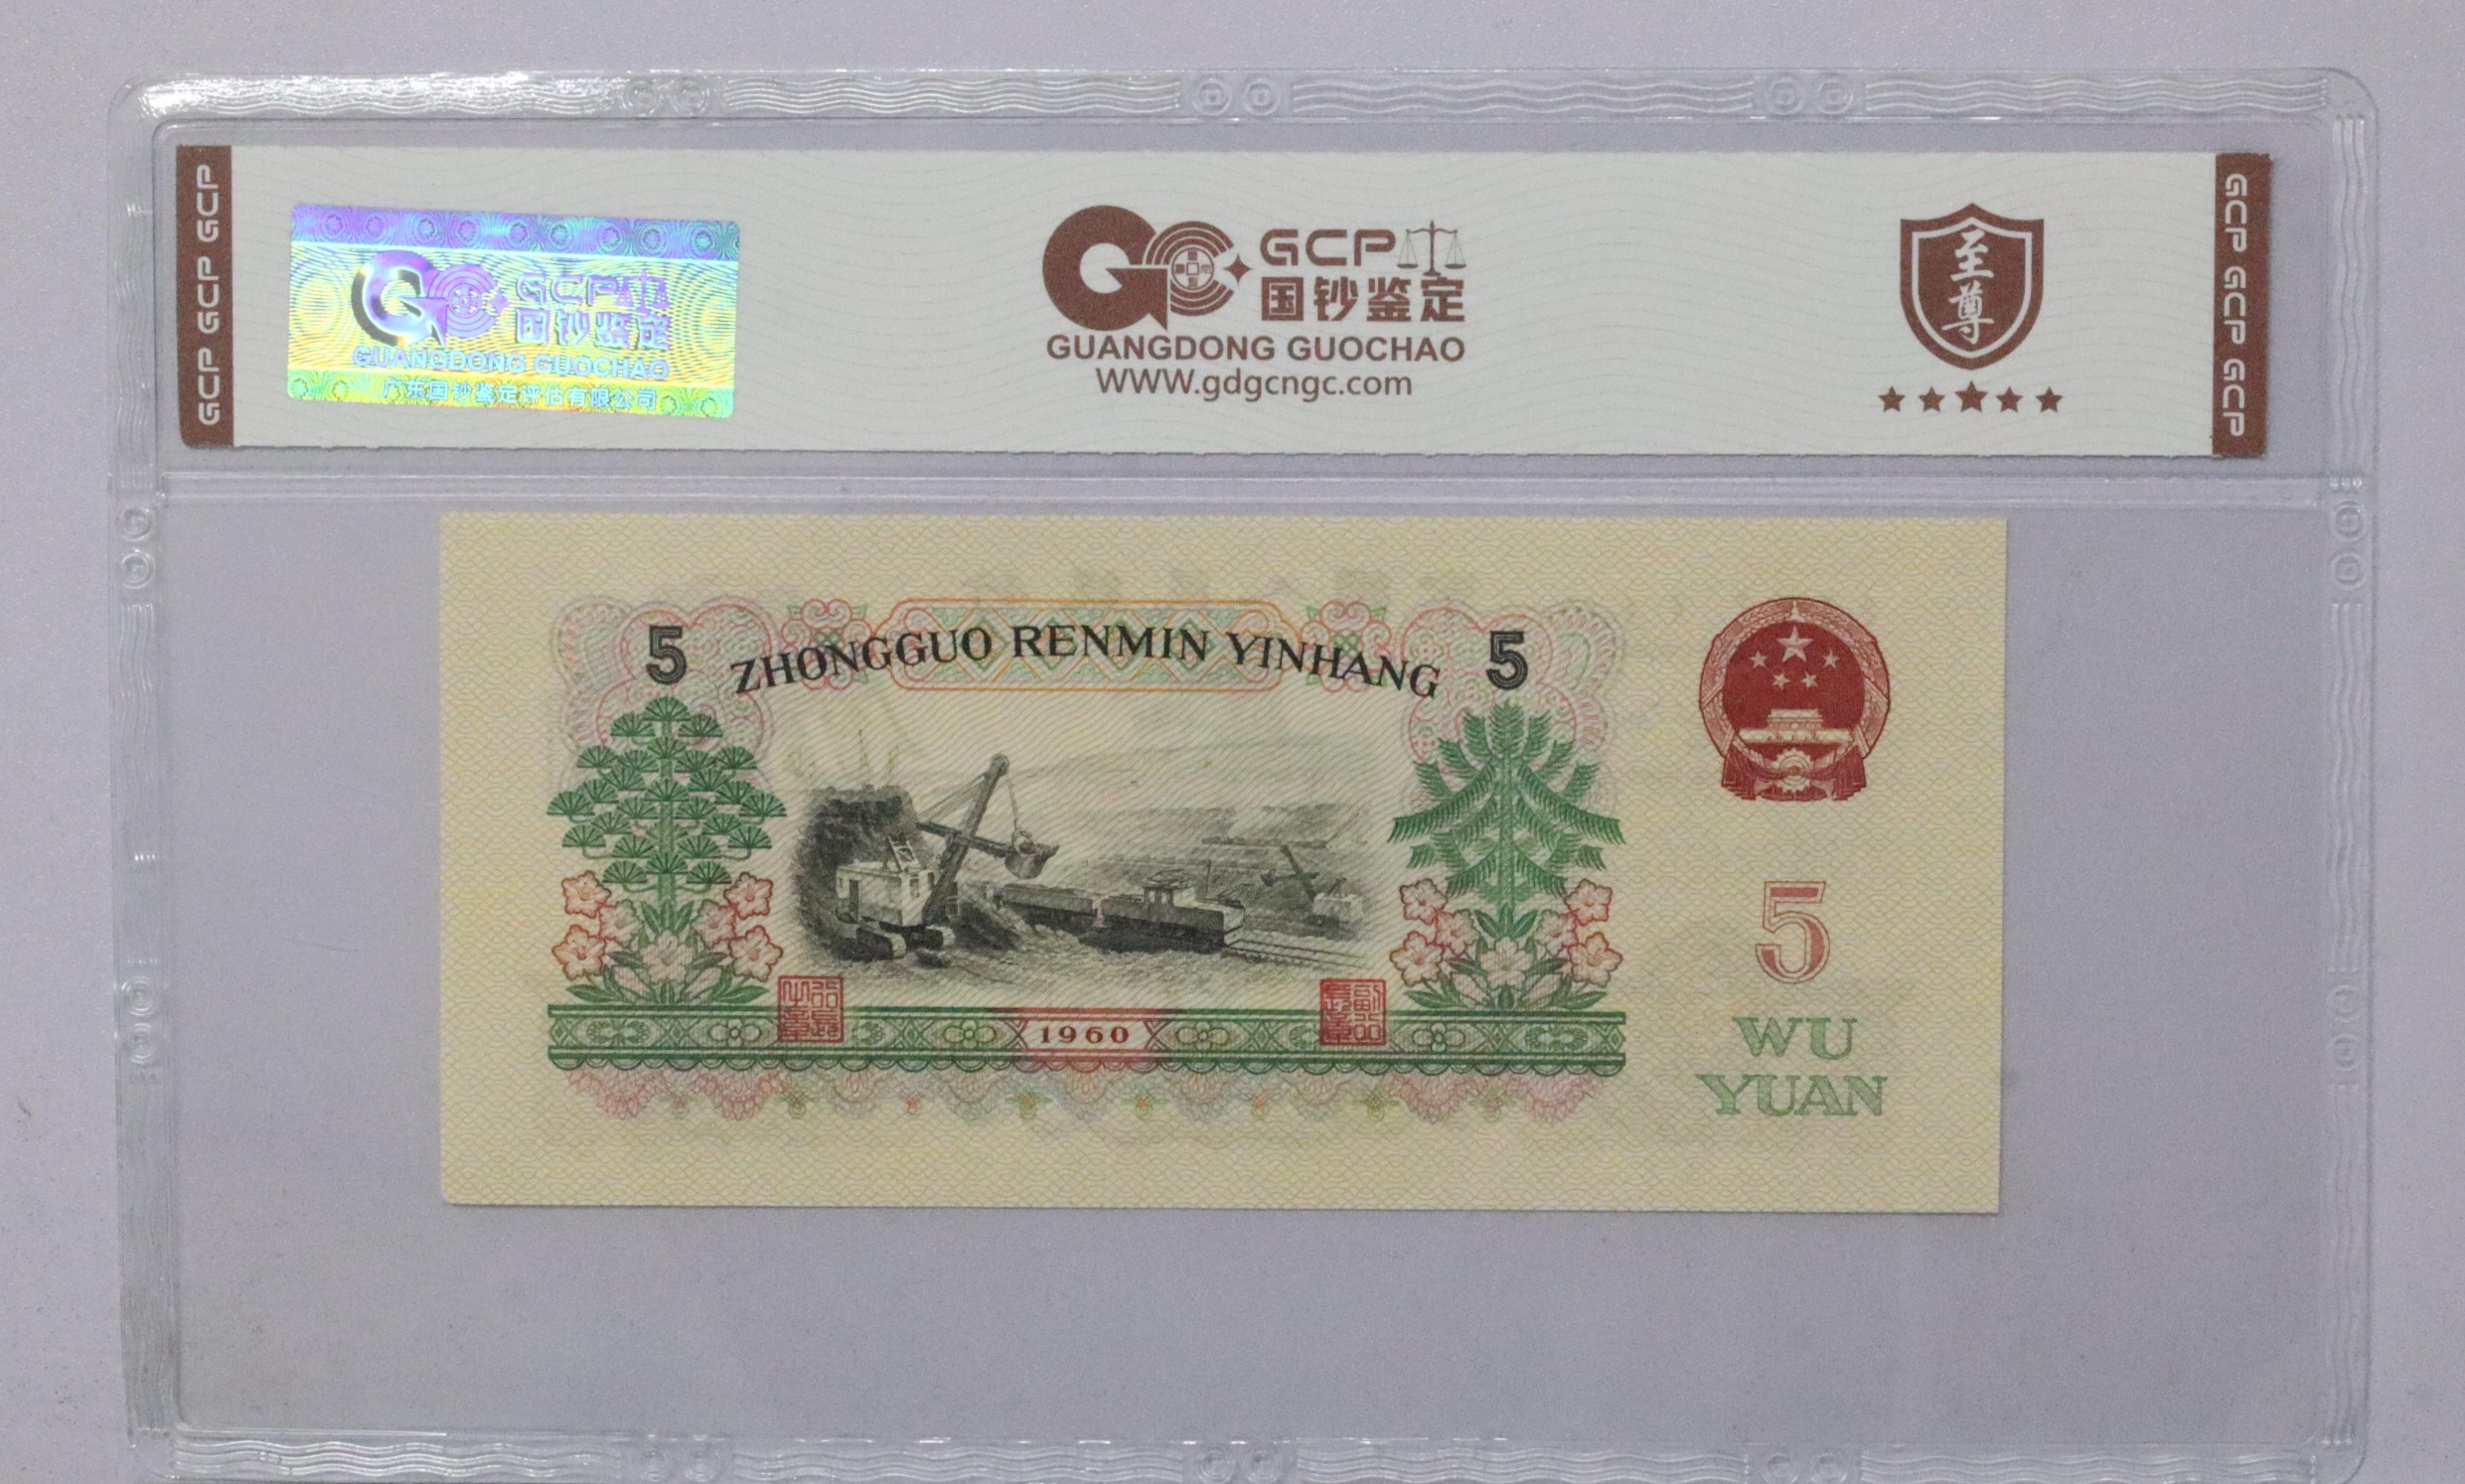 GCP GCP GCP
GCP
国钞鉴定
GUANGDONG GUOCHAO
广东国钞鉴定评估有限公司
GCP
国钞鉴定
GUANGDONG GUOCHAO
WWW.gdgcngc.com
至
尊
GCP GCP GCP
5 ZHONGGUO RENMIN YINHANG 5
1960
5
WU
YUAN